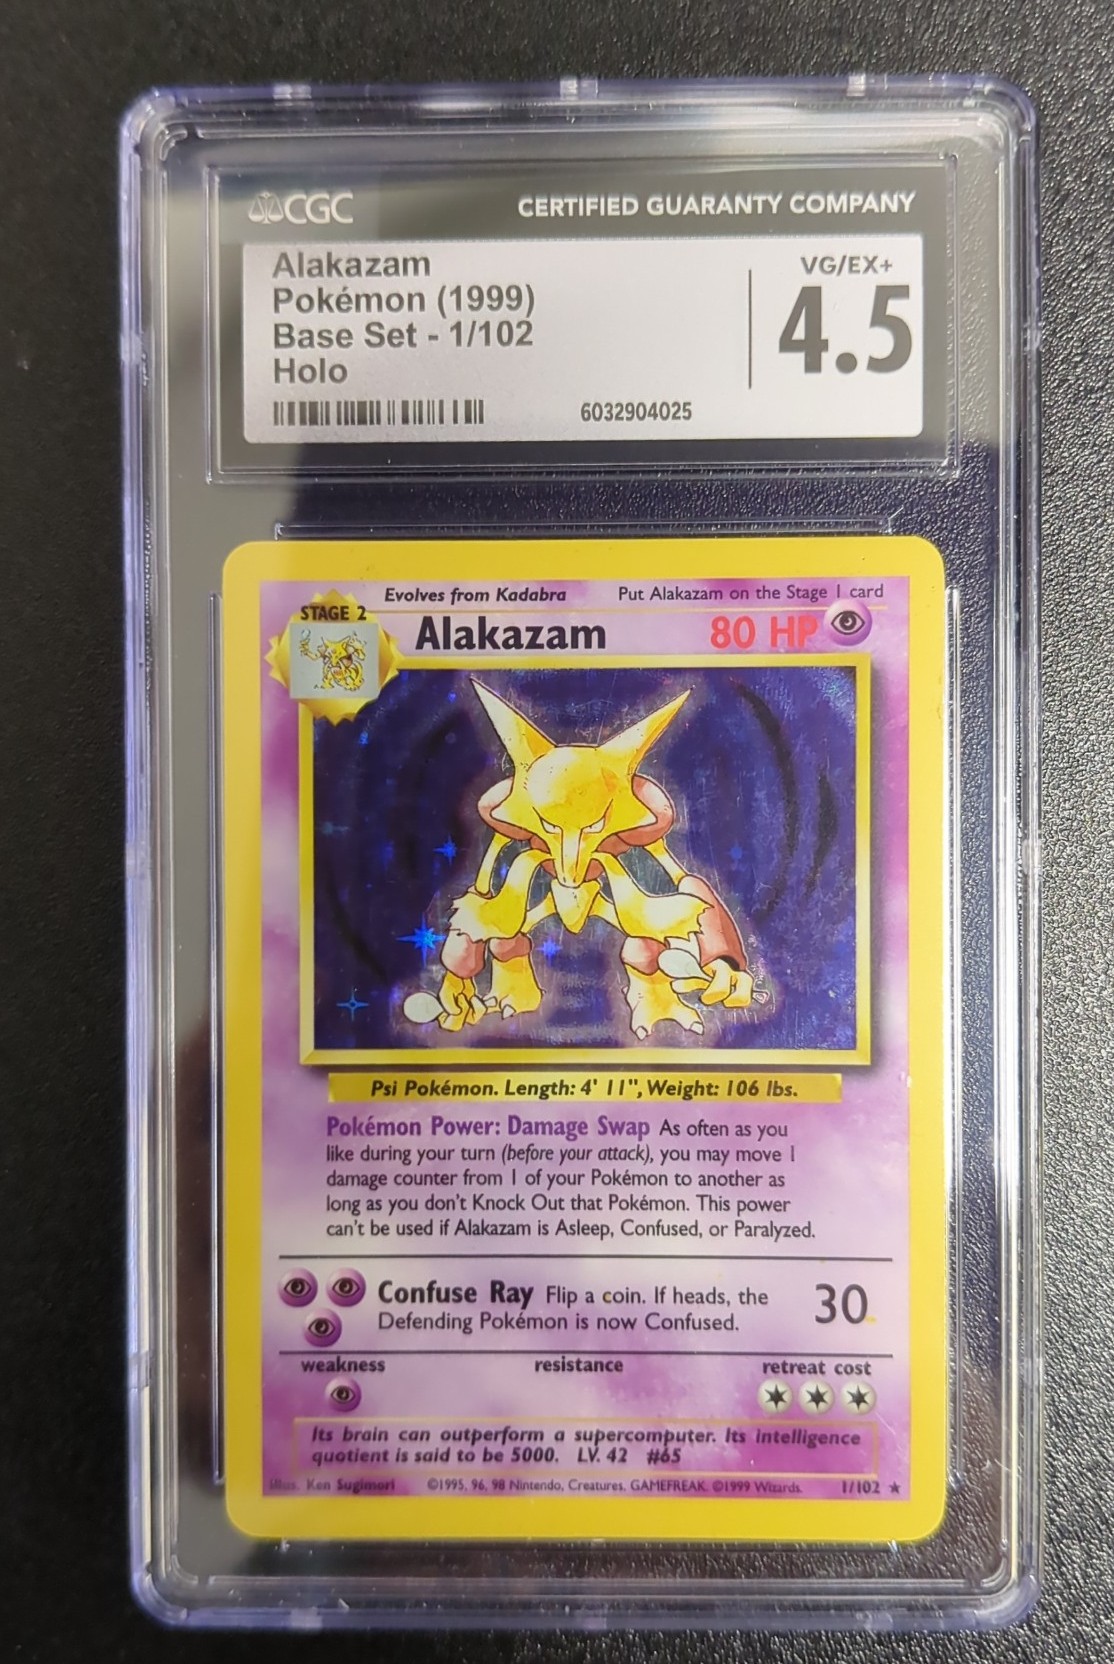 CGC
CERTIFIED GUARANTY COMPANY
Alakazam
Pokémon (1999)
Base Set - 1/102
Holo
VG/EX+
4.5
6032904025
Evolves from Kadabra
Put Alakazam on the Stage 1 card
STAGE 2
Alakazam
80 HP
Psi Pokémon. Length: 4' 11", Weight: 106 lbs.
Pokémon Power: Damage Swap As often as you
like during your turn (before your attack), you may move 1
damage counter from 1 of your Pokémon to another as
long as you don't Knock Out that Pokémon. This power
can't be used if Alakazam is Asleep, Confused, or Paralyzed.
Confuse Ray Flip a coin. If heads, the
Defending Pokémon is now Confused.
30
weakness
resistance
retreat cost
Its brain can outperform a supercomputer. Its intelligence
quotient is said to be 5000. LV. 42 #65
Illus. Ken Sugimori
©1995, 96, 98 Nintendo, Creatures, GAMEFREAK. ©1999 Wizards.
1/102 ★